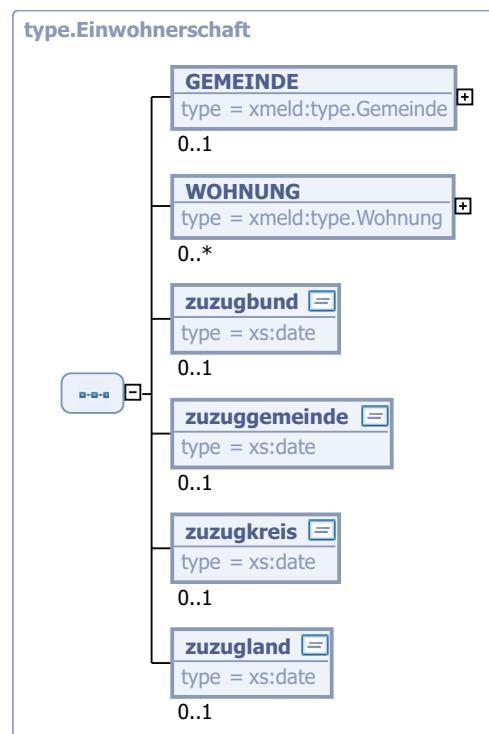 type.Einwohnerschaft
GEMEINDE
type = xmeld:type.Gemeinde
0..1
WOHNUNG
type = xmeld:type.Wohnung
0..*
zuzugbund
type = xs:date
0..1
zuzuggemeinde
type = xs:date
0..1
zuzugkreis
type = xs:date
0..1
zuzugland
type = xs:date
0..1